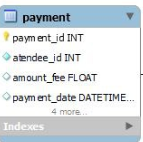 payment
payment_id INT
atendee_id INT
amount_fee FLOAT
payment_date DATETIME...
4 more...
Indexes